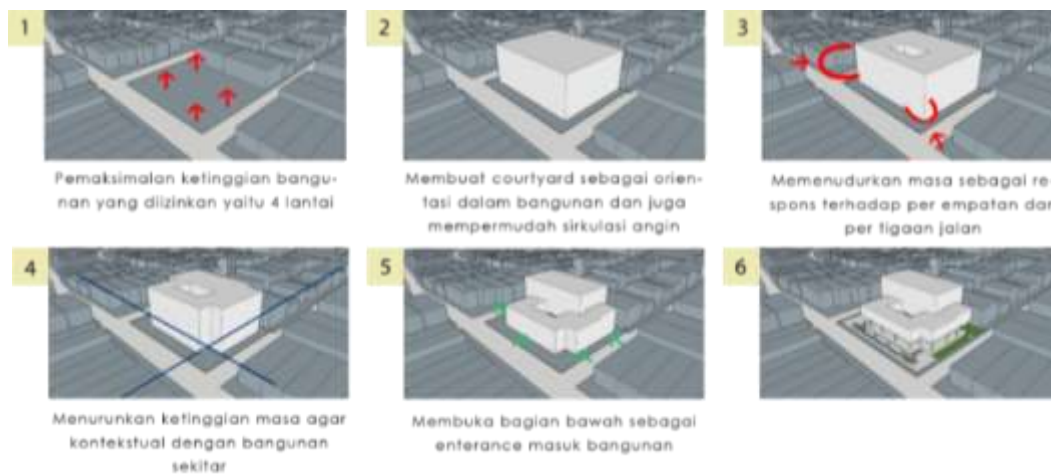 1
Pemaksimalan ketinggian bangu-
nan yang diizinkan yaitu 4 lantai
2
Membuat courtyard sebagai orien-
tasi dalam bangunan dan juga
mempermudah sirkulasi angin
3
Memenudurkan masa sebagai re-
spons terhadap per empatan dan
per tigaan jalan
4
Menurunkan ketinggian masa agar
kontekstual dengan bangunan
sekitar
5
Membuka bagian bawah sebagai
enterance masuk bangunan
6